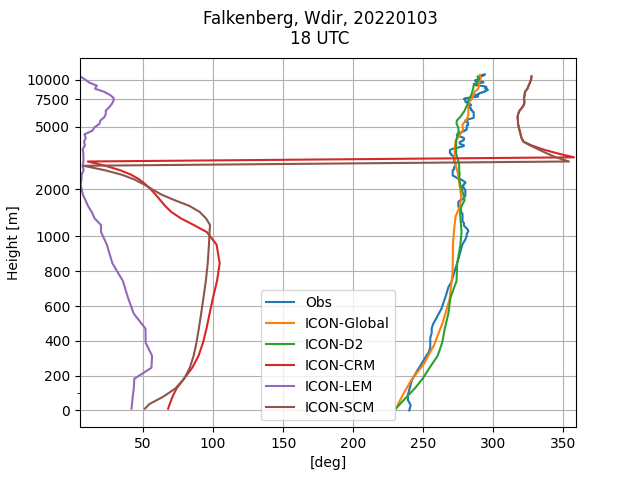 Falkenberg, Wdir, 20220103
18 UTC
Height [m]
10000
7500
5000
2000
1000
800
600
400
200
0
Obs
ICON-Global
ICON-D2
ICON-CRM
ICON-LEM
ICON-SCM
50
100
150
200
250
300
350
[deg]